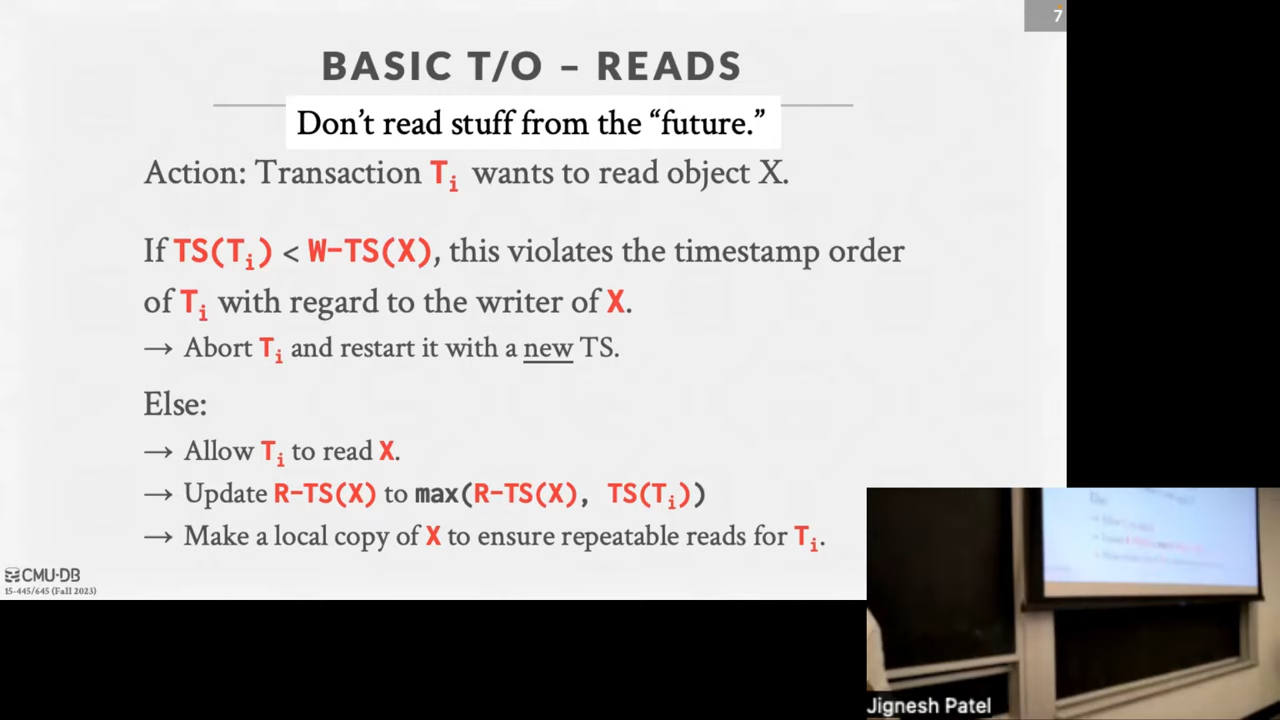 7
BASIC T/O – READS
Don't read stuff from the “future.”
Action: Transaction Ti wants to read object X.
If TS(Ti) < W-TS(X), this violates the timestamp order
of Ti with regard to the writer of X.
→ Abort Ti and restart it with a new TS.
Else:
→ Allow Ti to read X.
→ Update R-TS(X) to max(R-TS(X), TS(Ti))
→ Make a local copy of X to ensure repeatable reads for Ti.
CMU·DB
15-445/645 (Fall 2023)
Jignesh Patel